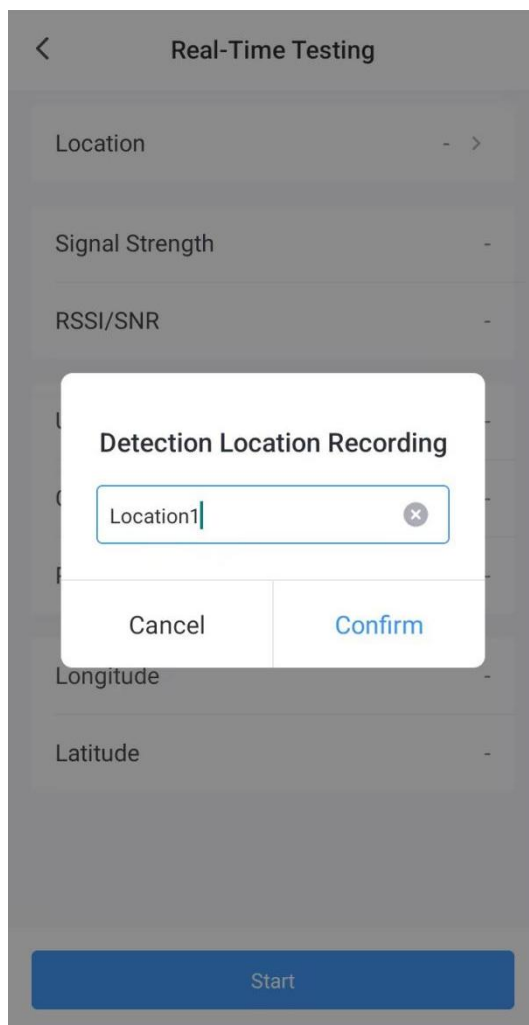 Real-Time Testing
Location -
Signal Strength -
RSSI/SNR -
-
Detection Location Recording
Location1
-
-
Cancel Confirm
Longitude -
Latitude -
Start